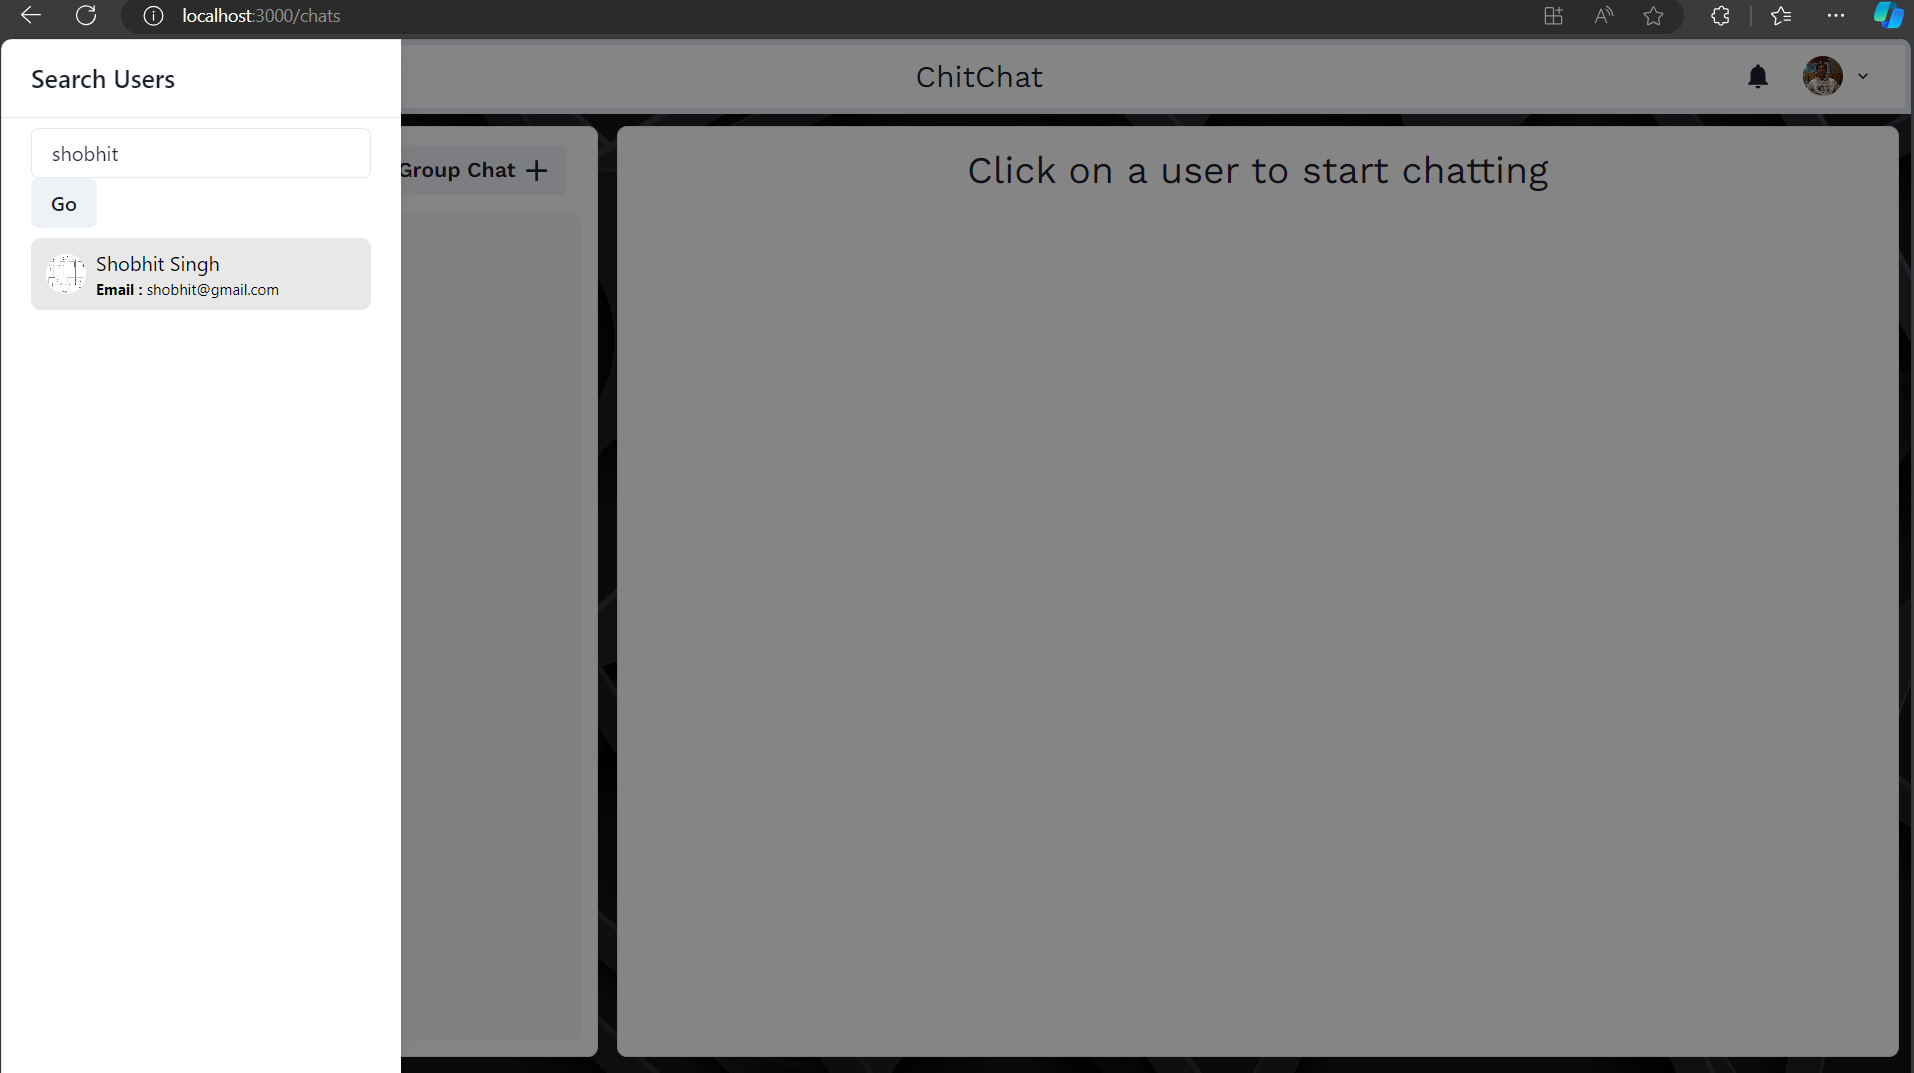 localhost:3000/chats
Search Users
ChitChat
shobhit
Go
Group Chat
Click on a user to start chatting
Shobhit Singh
Email : shobhit@gmail.com